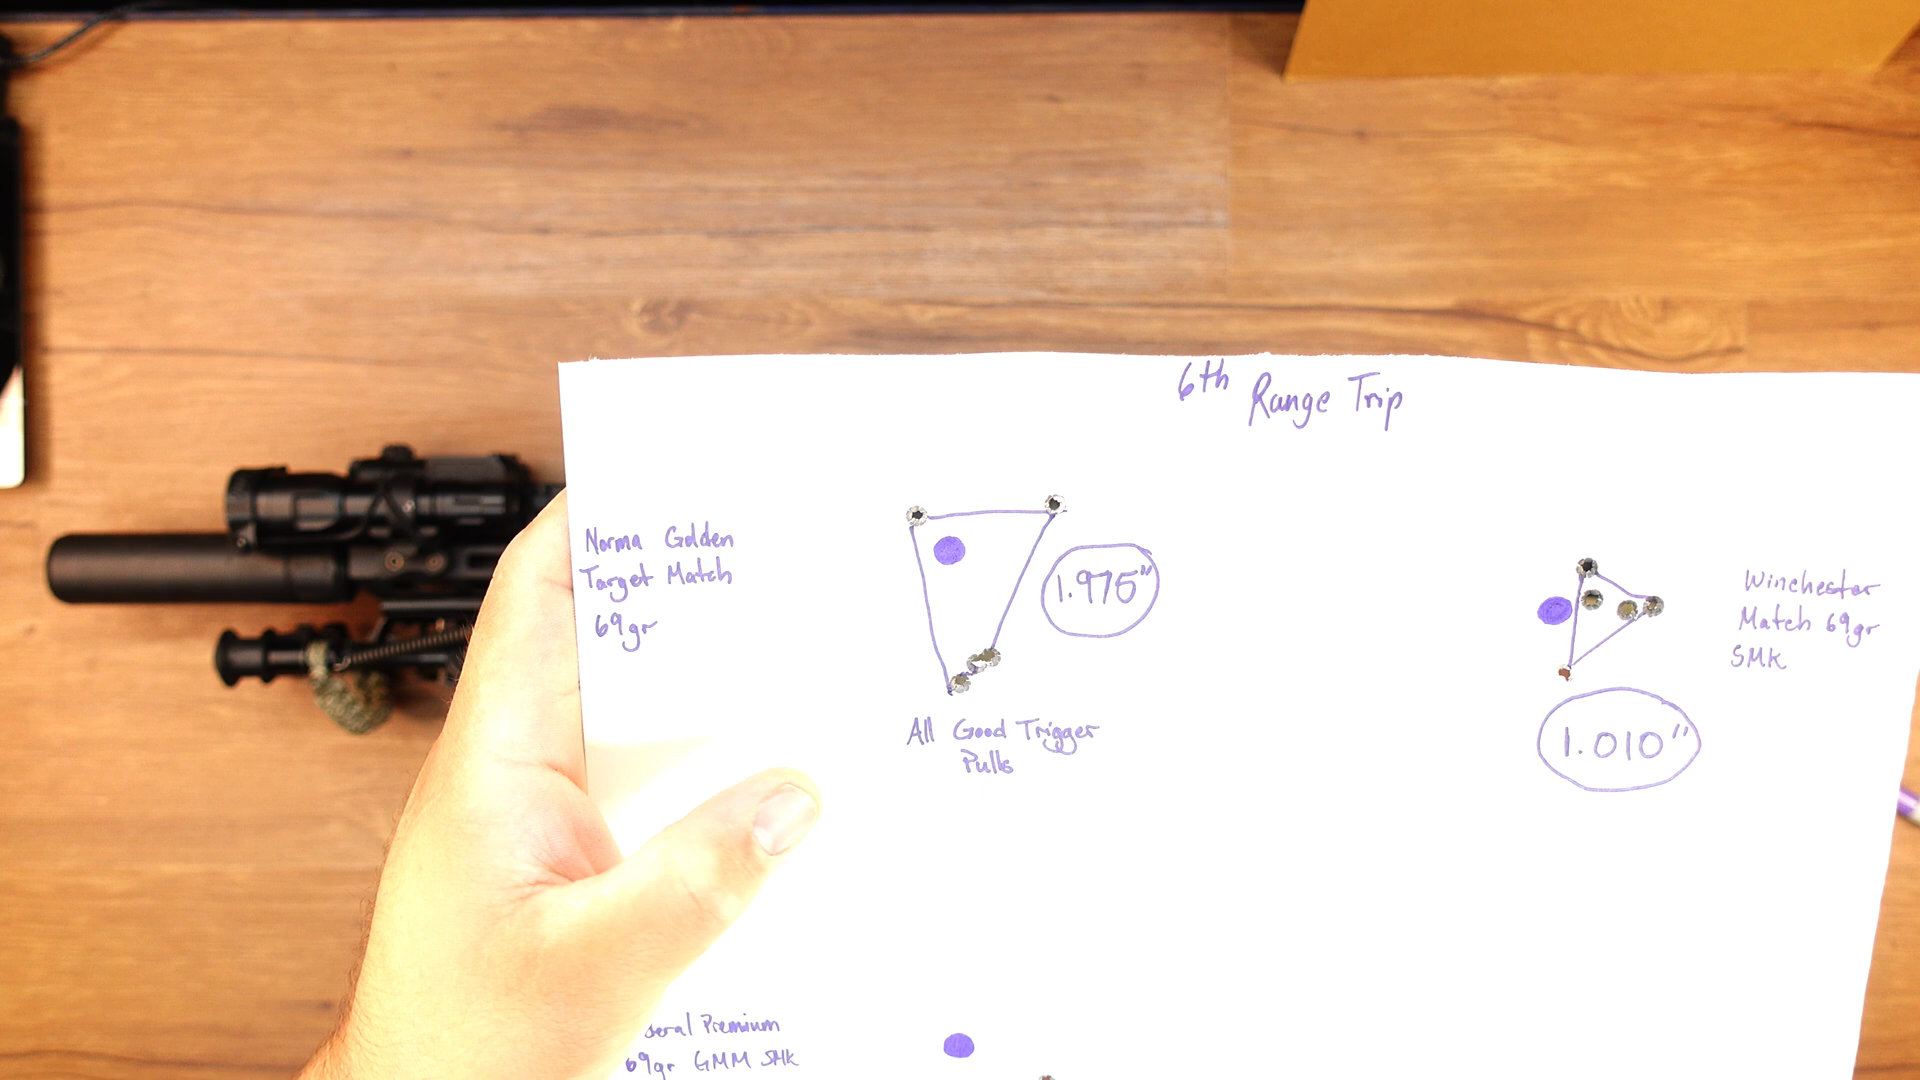 6th Range Trip
Norma Golden
Target Match
69gr
1.975"
All Good Trigger
Pulls
Winchester
Match 69gr
SMK
1.010"
deral Premium
69gr GMM SMK